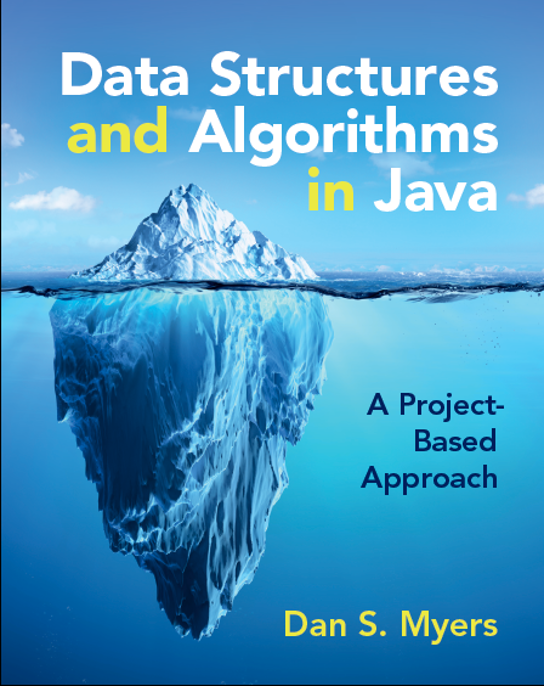 Data Structures
and Algorithms
in Java
A Project-
Based
Approach
Dan S. Myers